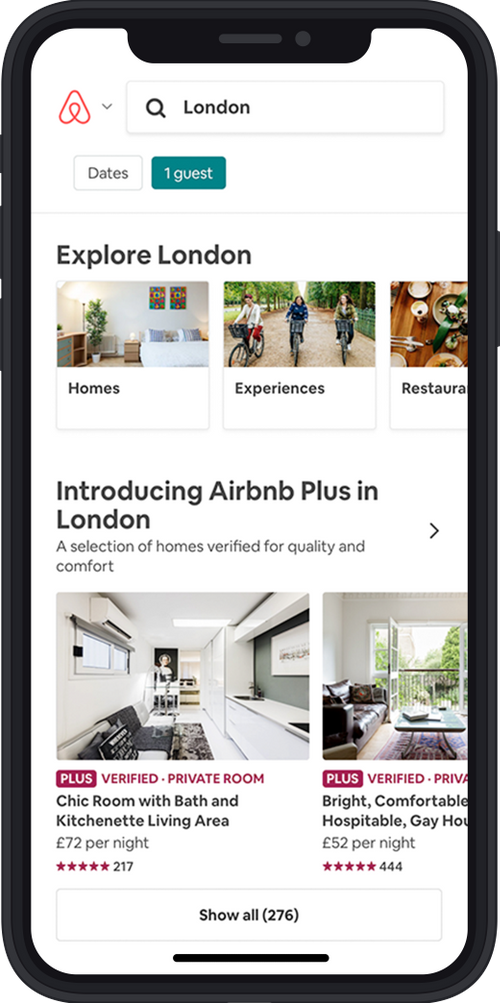 London
Dates
1 guest
Explore London
Homes
Experiences
Restaura
Introducing Airbnb Plus in
London
A selection of homes verified for quality and
comfort
PLUS VERIFIED · PRIVATE ROOM
Chic Room with Bath and
Kitchenette Living Area
£72 per night
★★★★★ 217
PLUS VERIFIED · PRIVA
Bright, Comfortable
Hospitable, Gay Hou
£52 per night
★★★★★ 444
Show all (276)